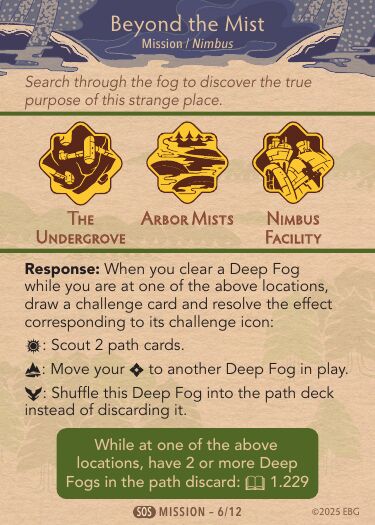 Beyond the Mist
Mission / Nimbus
Search through the fog to discover the true
purpose of this strange place.
The
Undergrove
Arbor Mists
Nimbus
Facility
Response: When you clear a Deep Fog
while you are at one of the above locations,
draw a challenge card and resolve the effect
corresponding to its challenge icon:
: Scout 2 path cards.
: Move your to another Deep Fog in play.
: Shuffle this Deep Fog into the path deck
instead of discarding it.
While at one of the above
locations, have 2 or more Deep
Fogs in the path discard: 1.229
SOS MISSION - 6/12
©2025 EBG